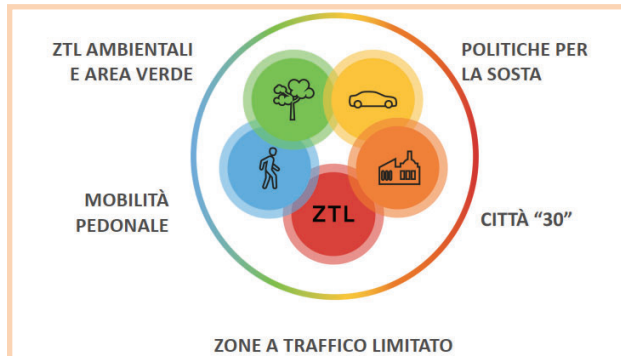 ZTL AMBIENTALI
E AREA VERDE
POLITICHE PER
LA SOSTA
MOBILITÀ
PEDONALE
ZTL
CITTÀ “30”
ZONE A TRAFFICO LIMITATO